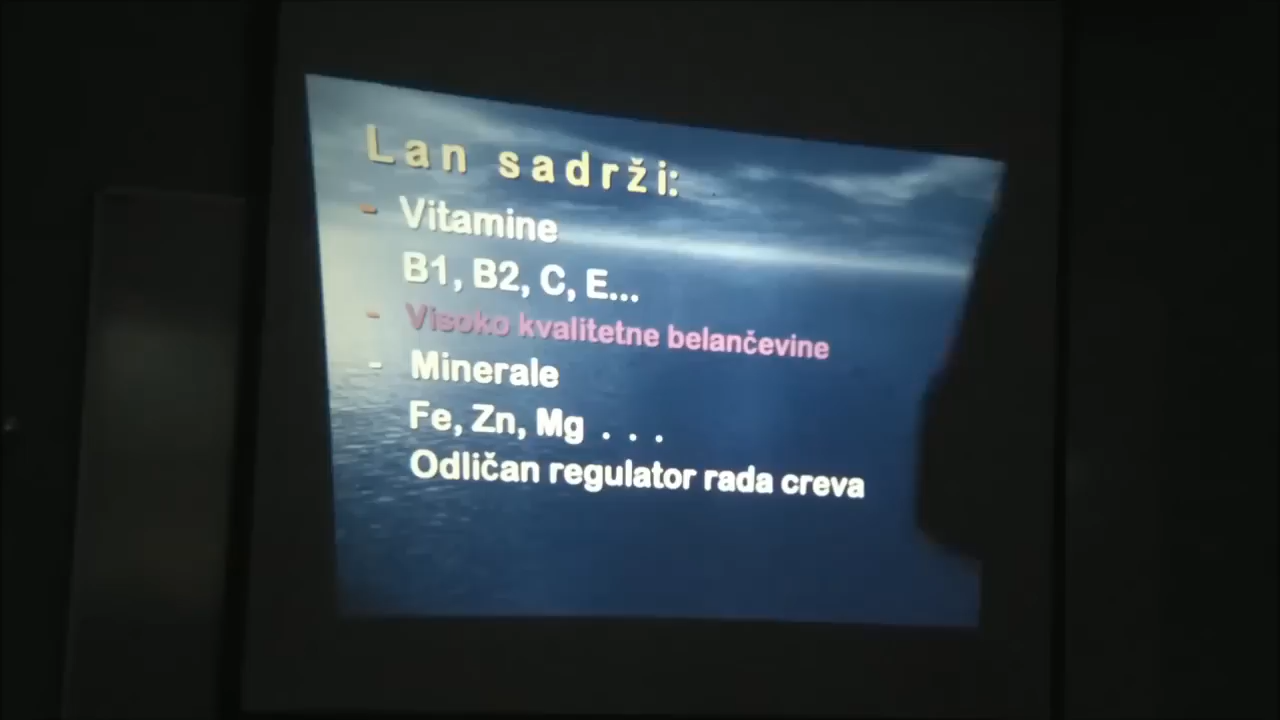 Lan sadrži:
- Vitamine
B1, B2, C, E...
- Visoko kvalitetne belančevine
- Minerale
Fe, Zn, Mg . . .
Odličan regulator rada creva